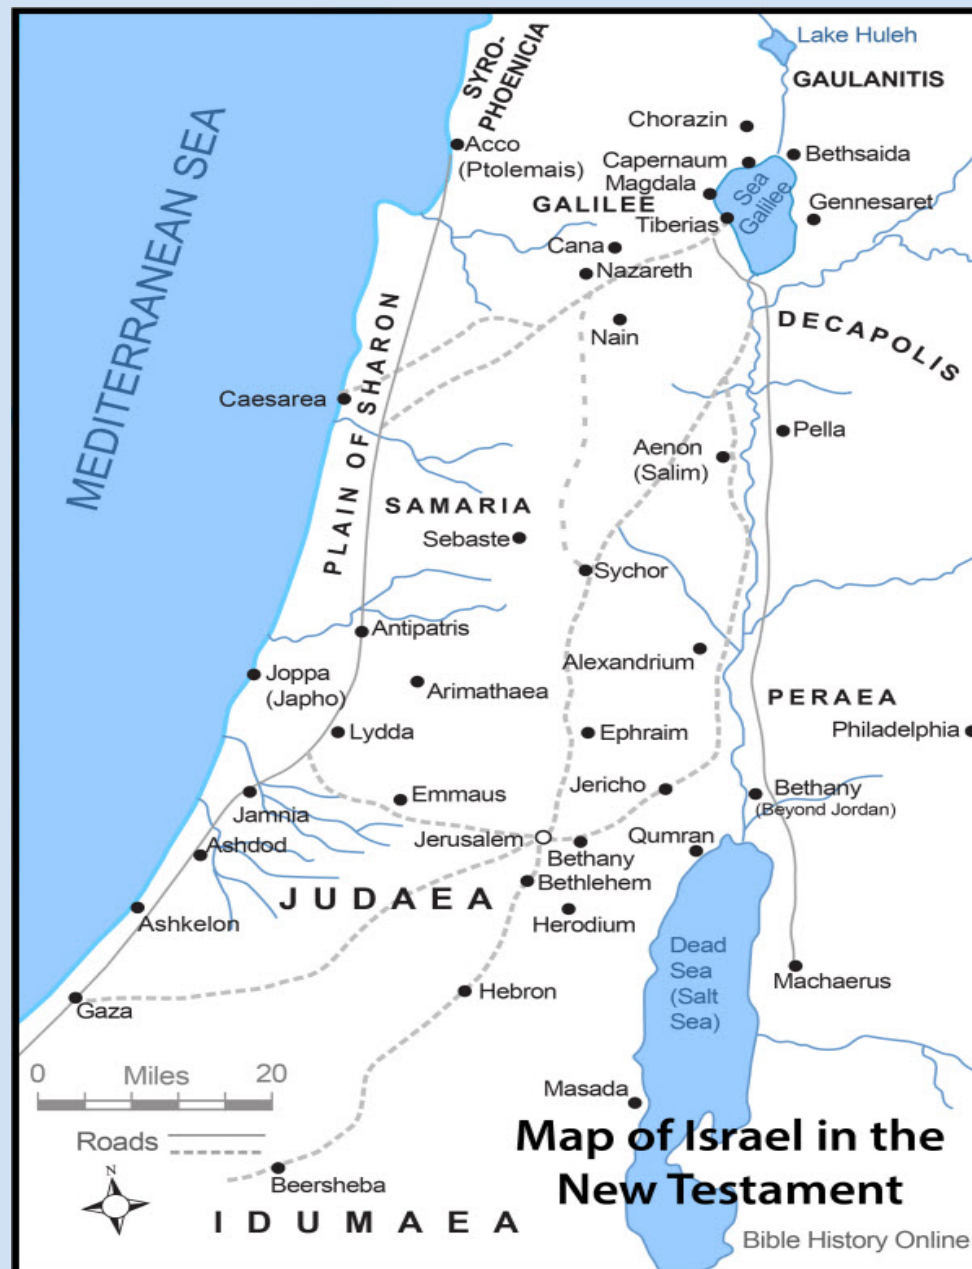 Lake Huleh
SYRO-
PHOENICIA
GAULANITIS
Chorazin
Acco
(Ptolemais)
Capernaum
Bethsaida
Magdala
Sea
Galilee
GALILEE
Gennesaret
Tiberias
MEDITERRANEAN SEA
Cana
Nazareth
DECAPOLIS
Nain
PLAIN OF SHARON
Caesarea
Pella
Aenon
(Salim)
SAMARIA
Sebaste
Sychor
Antipatris
Alexandrium
Joppa
(Japho)
Arimathaea
PERAEA
Lydda
Ephraim
Philadelphia
Jericho
Bethany
(Beyond Jordan)
Emmaus
Jamnia
Jerusalem
Qumran
Ashdod
Bethany
Bethlehem
JUDAEA
Ashkelon
Herodium
Dead
Sea
(Salt
Sea)
Machaerus
Hebron
Gaza
0 Miles 20
Masada
Roads
Map of Israel in the
New Testament
N
Beersheba
IDUMAEA
Bible History Online